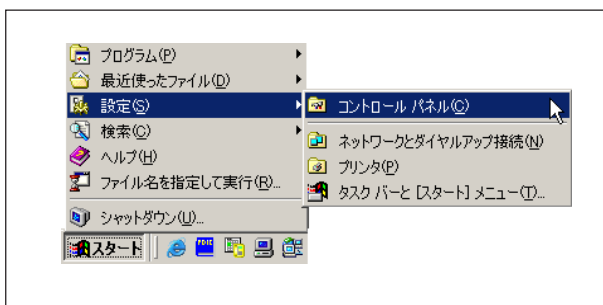 プログラム(P)
最近使ったファイル(D)
設定(S)
検索(C)
ヘルプ(H)
ファイル名を指定して実行(R)...
シャットダウン(U)...
スタート
コントロール パネル(C)
ネットワークとダイヤルアップ接続(N)
プリンタ(P)
タスク バーと [スタート] メニュー(T)...